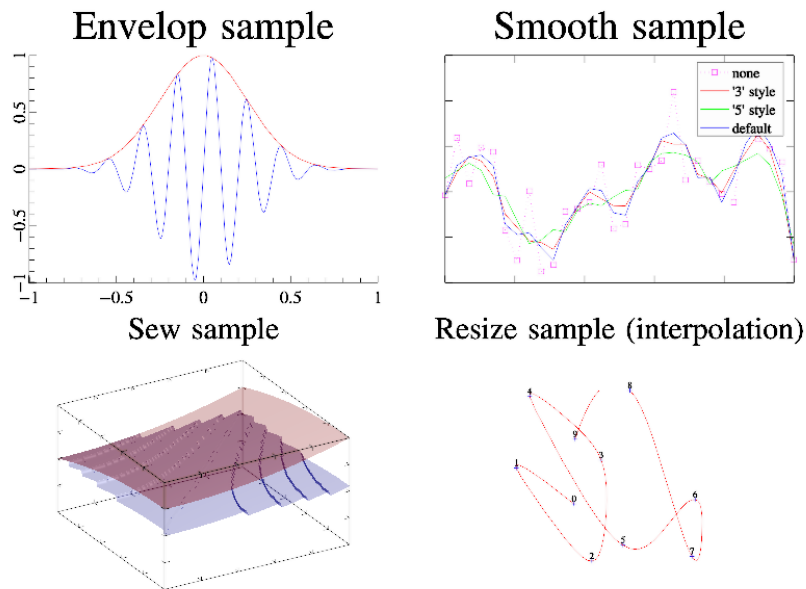 Envelop sample
Smooth sample
1
0.5
0
−0.5
−1
−1
−0.5
0
0.5
1
none
'3' style
'5' style
default
Sew sample
Resize sample (interpolation)
4
8
9
3
1
0
6
5
2
7